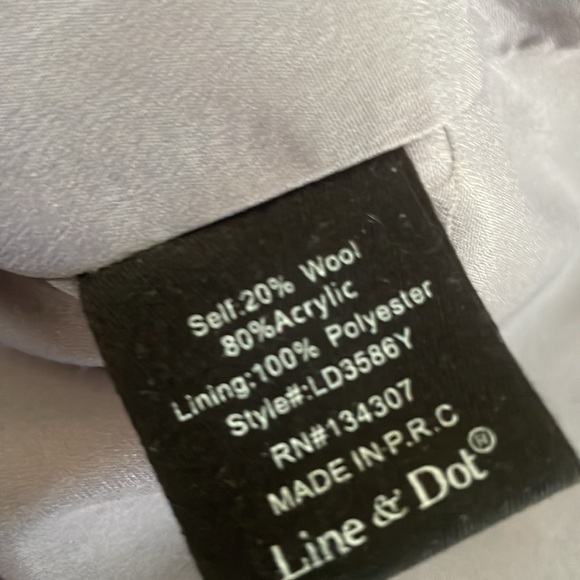 Self:20% Wool
80%Acrylic
Lining:100% Polyester
Style#:LD3586Y
RN#134307
MADE IN P.R.C
Line & Dot®